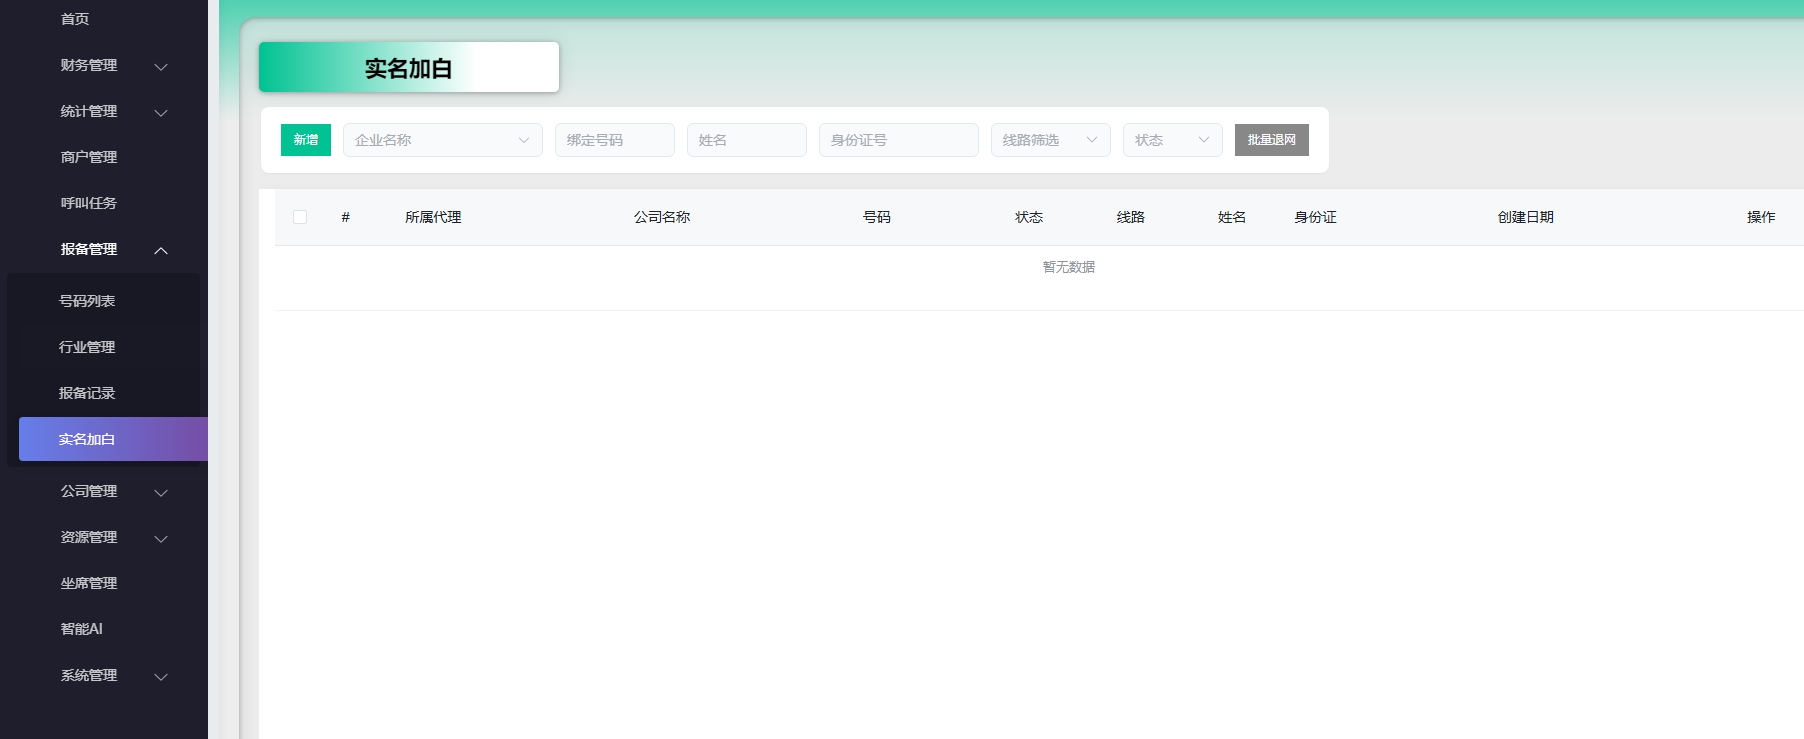 首页
财务管理
统计管理
商户管理
呼叫任务
报备管理
号码列表
行业管理
报备记录
实名加白
公司管理
资源管理
坐席管理
智能AI
系统管理
实名加白
新增 企业名称 绑定号码 姓名 身份证号 线路筛选 状态 批量退网
# 所属代理 公司名称 号码 状态 线路 姓名 身份证 创建日期 操作
暂无数据